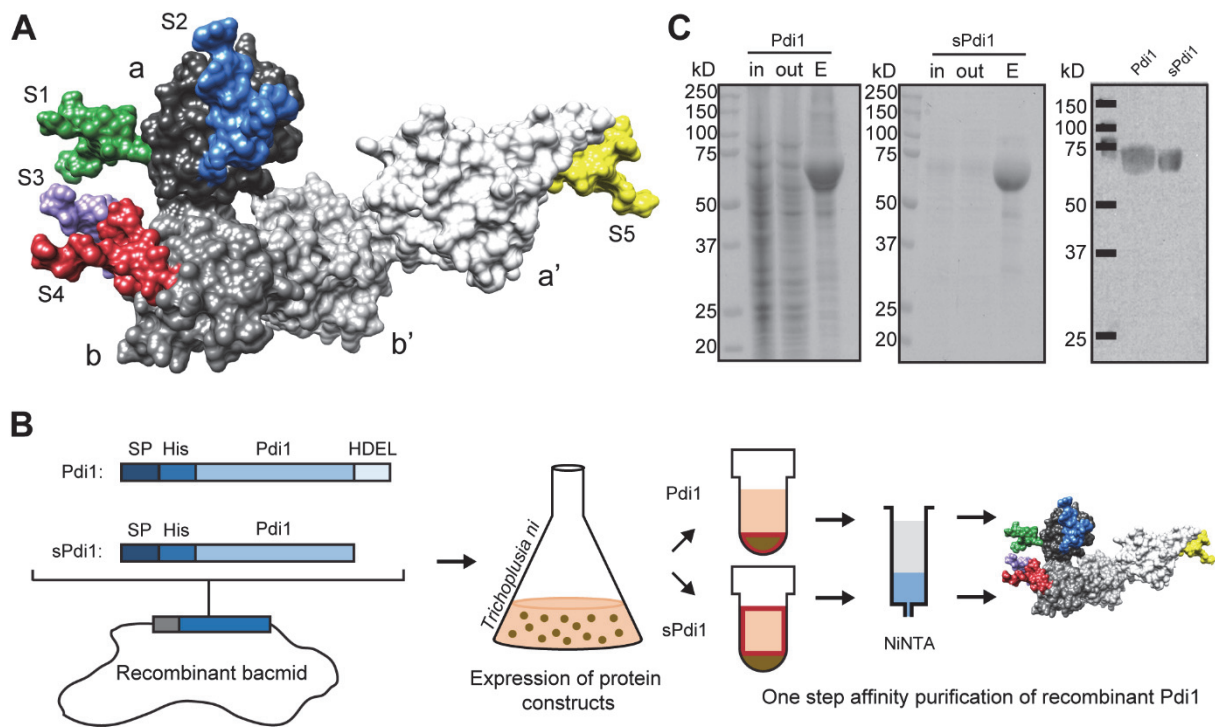 A
S2
a
S1
S3
S4
b
b'
a'
S5
C
Pdi1
kD in out E
250
150
100
75
50
37
25
20
sPdi1
kD in out E
250
150
100
75
50
37
25
20
Pdi1 sPdi1
kD
150
100
75
50
37
25
B
SP His Pdi1 HDEL
Pdi1:
SP His Pdi1
sPdi1:
Recombinant bacmid
Trichoplusia ni
Expression of protein
constructs
Pdi1
sPdi1
NiNTA
One step affinity purification of recombinant Pdi1